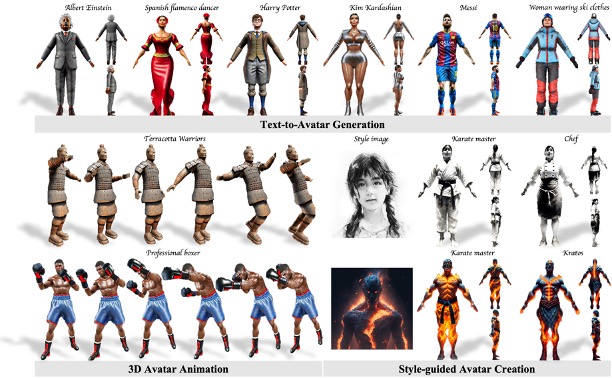 Albert Einstein
Spanish flamenco dancer
Harry Potter
Kim Kardashian
Messi
Woman wearing ski clothes
Text-to-Avatar Generation
Terracotta Warriors
Style image
Karate master
Chef
Professional boxer
Karate master
Kratos
3D Avatar Animation
Style-guided Avatar Creation